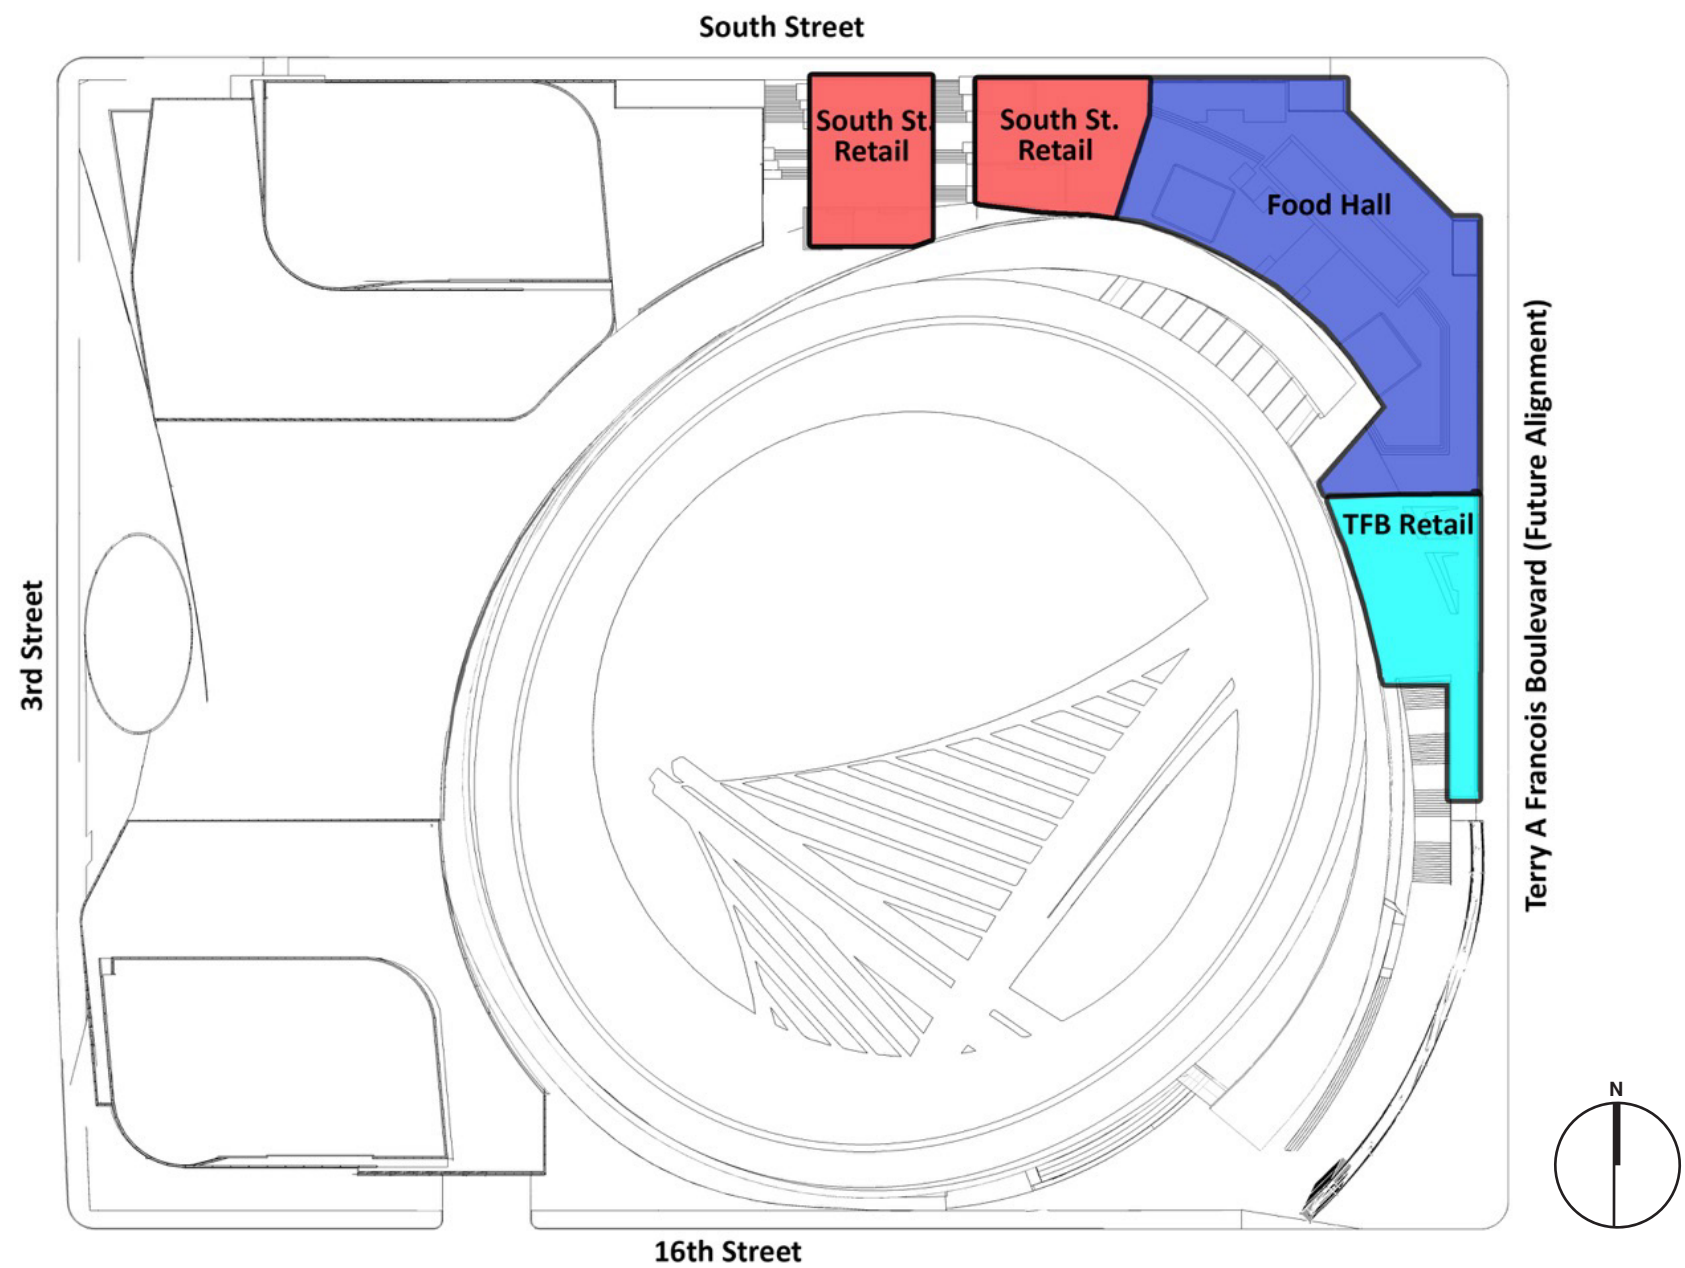 South Street
South St.
Retail
South St.
Retail
Food Hall
TFB Retail
3rd Street
Terry A Francois Boulevard (Future Alignment)
N
16th Street